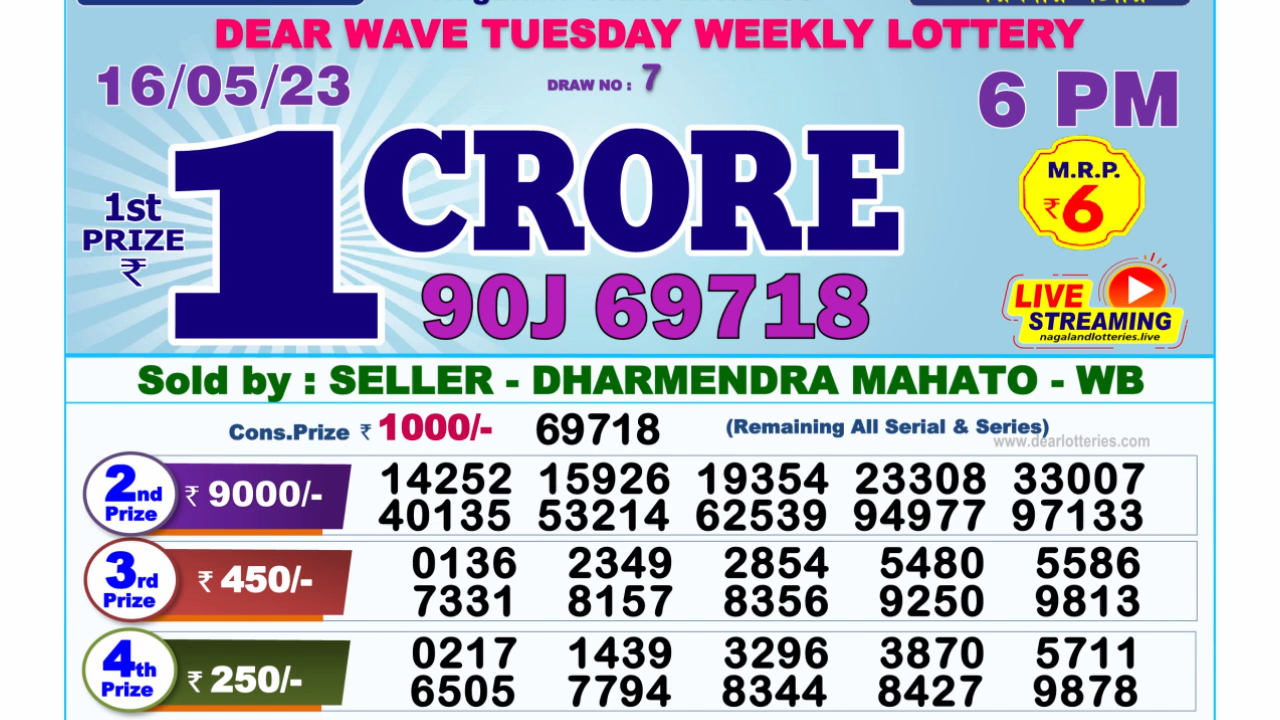 DEAR WAVE TUESDAY WEEKLY LOTTERY
16/05/23
DRAW NO : 7
6 PM
1st PRIZE ₹ 1 CRORE
M.R.P. ₹6
90J 69718
LIVE STREAMING
nagalandlotteries.live
Sold by : SELLER - DHARMENDRA MAHATO - WB
Cons.Prize ₹ 1000/- 69718 (Remaining All Serial & Series)
www.dearlotteries.com
2nd Prize ₹ 9000/-
14252 15926 19354 23308 33007
40135 53214 62539 94977 97133
3rd Prize ₹ 450/-
0136 2349 2854 5480 5586
7331 8157 8356 9250 9813
4th Prize ₹ 250/-
0217 1439 3296 3870 5711
6505 7794 8344 8427 9878